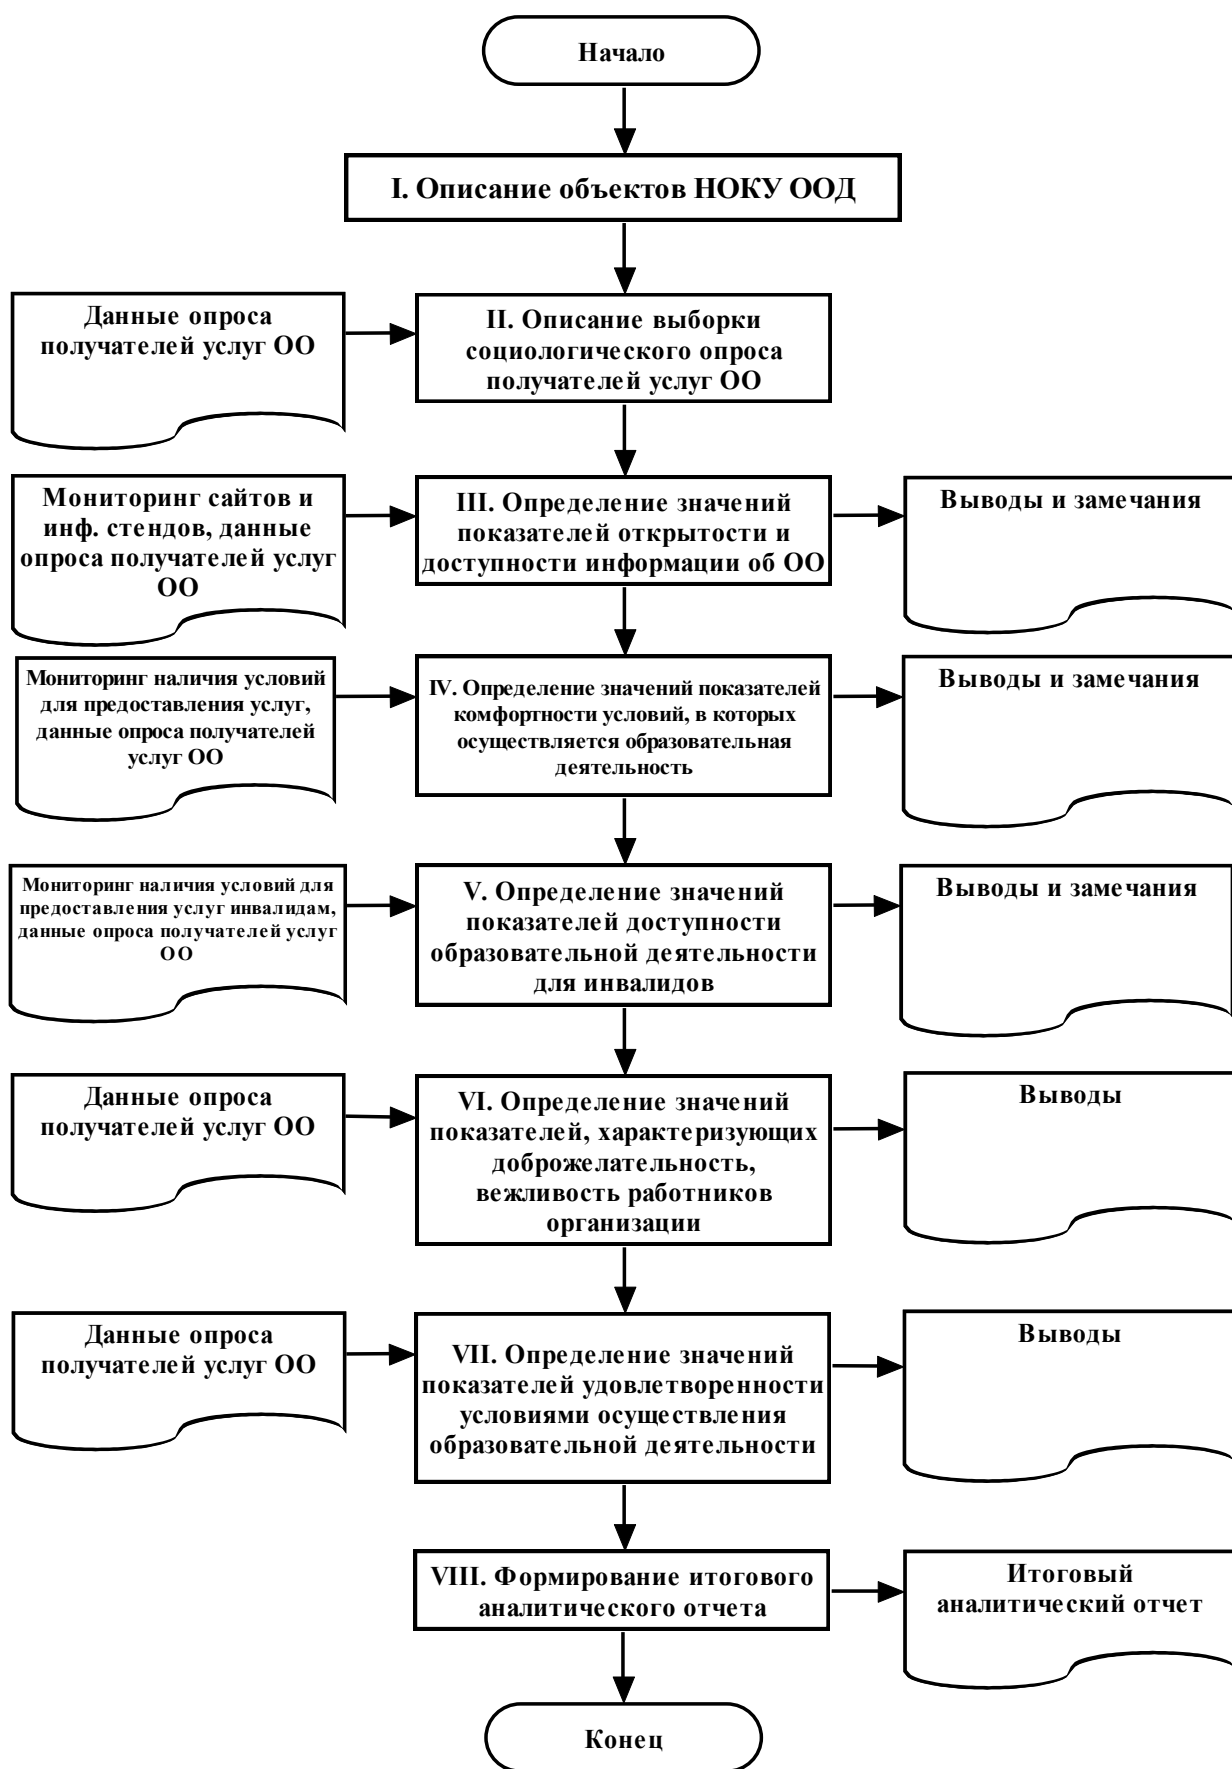 Начало
I. Описание объектов НОКУ ООД
Данные опроса
получателей услуг ОО
II. Описание выборки
социологического опроса
получателей услуг ОО
Мониторинг сайтов и
инф. стендов, данные
опроса получателей услуг
ОО
III. Определение значений
показателей открытости и
доступности информации об ОО
Выводы и замечания
Мониторинг наличия условий
для предоставления услуг,
данные опроса получателей
услуг ОО
IV. Определение значений показателей
комфортности условий, в которых
осуществляется образовательная
деятельность
Выводы и замечания
Мониторинг наличия условий для
предоставления услуг инвалидам,
данные опроса получателей услуг
ОО
V. Определение значений
показателей доступности
образовательной деятельности
для инвалидов
Выводы и замечания
Данные опроса
получателей услуг ОО
VI. Определение значений
показателей, характеризующих
доброжелательность,
вежливость работников
организации
Выводы
Данные опроса
получателей услуг ОО
VII. Определение значений
показателей удовлетворенности
условиями осуществления
образовательной деятельности
Выводы
VIII. Формирование итогового
аналитического отчета
Итоговый
аналитический отчет
Конец